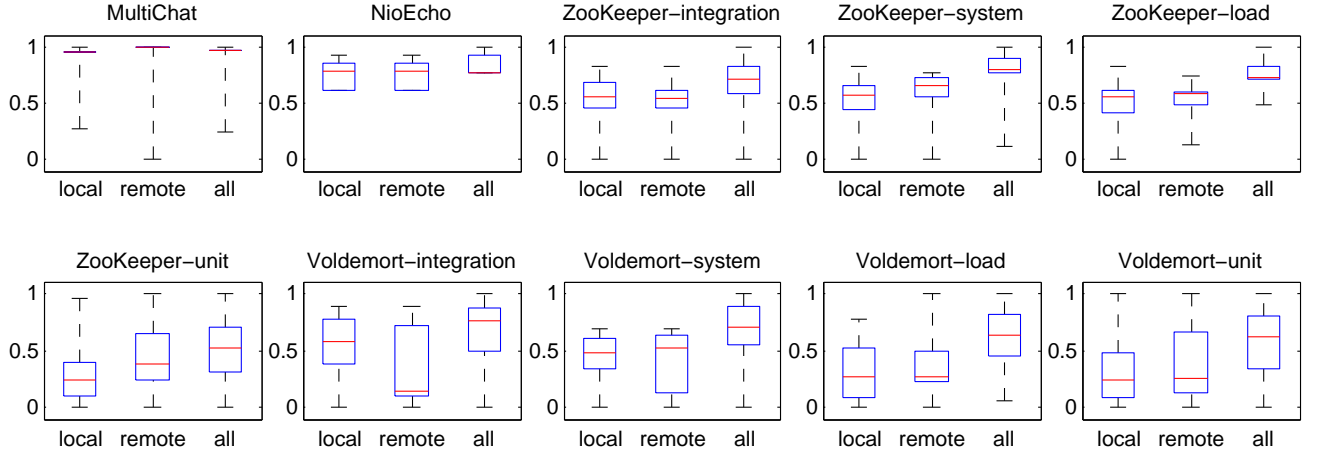 MultiChat NioEcho ZooKeeper−integration ZooKeeper−system ZooKeeper−load
1 1 1 1 1
0.5 0.5 0.5 0.5 0.5
0 0 0 0 0
local remote all local remote all local remote all local remote all local remote all
ZooKeeper−unit Voldemort−integration Voldemort−system Voldemort−load Voldemort−unit
1 1 1 1 1
0.5 0.5 0.5 0.5 0.5
0 0 0 0 0
local remote all local remote all local remote all local remote all local remote all